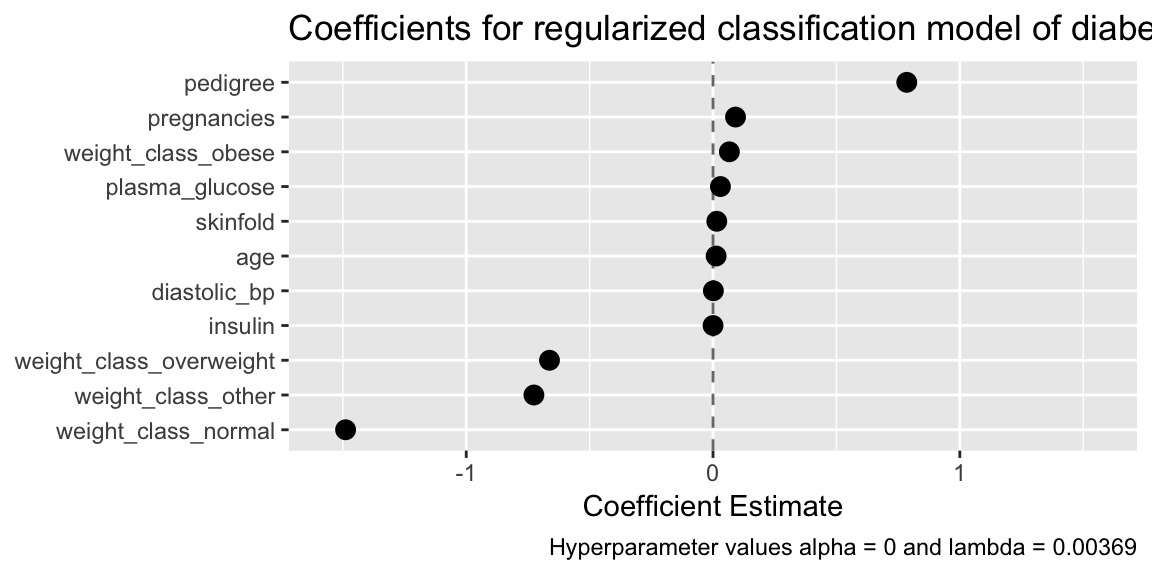 Coefficients for regularized classification model of diabe
pedigree
pregnancies
weight_class_obese
plasma_glucose
skinfold
age
diastolic_bp
insulin
weight_class_overweight
weight_class_other
weight_class_normal
-1 0 1
Coefficient Estimate
Hyperparameter values alpha = 0 and lambda = 0.00369